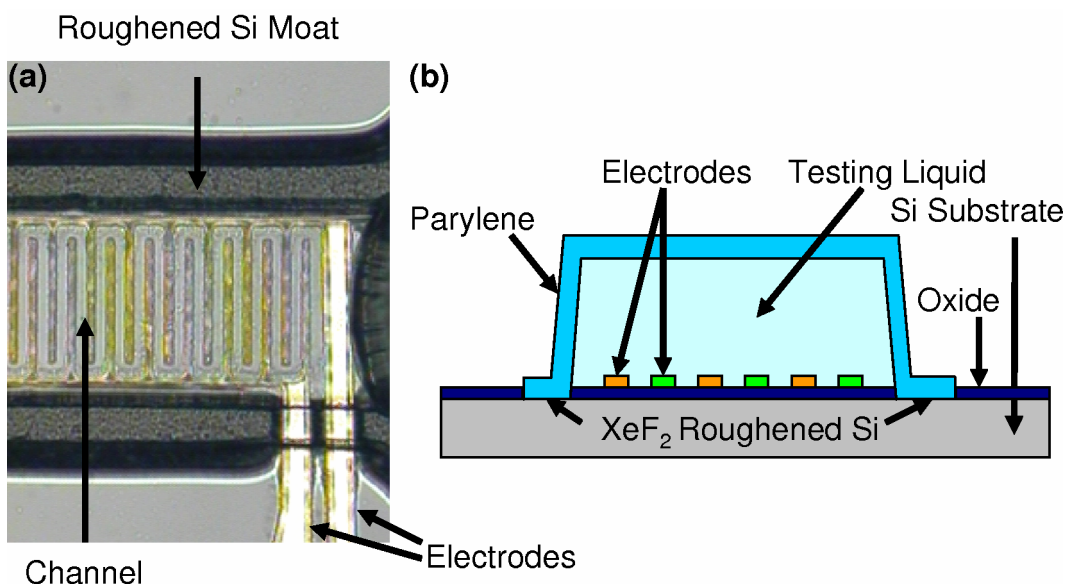 Roughened Si Moat
(a)
Channel
Electrodes
(b)
Electrodes
Testing Liquid
Si Substrate
Parylene
Oxide
XeF₂ Roughened Si